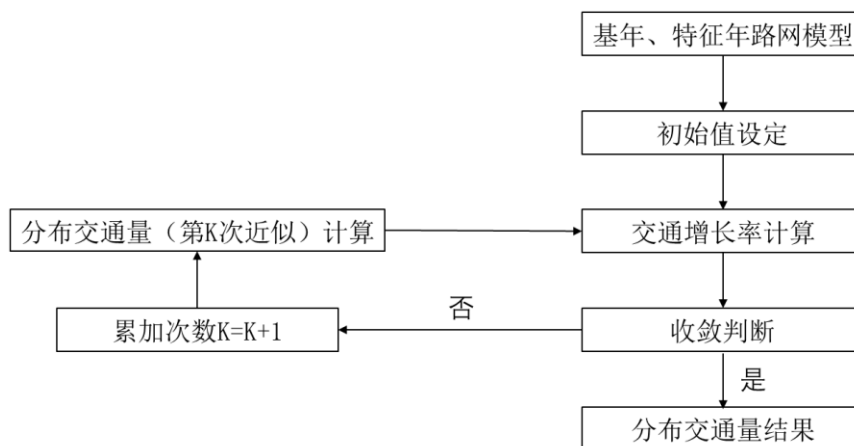 基年、特征年路网模型
初始值设定
分布交通量（第K次近似）计算
交通增长率计算
累加次数K=K+1
否
收敛判断
是
分布交通量结果